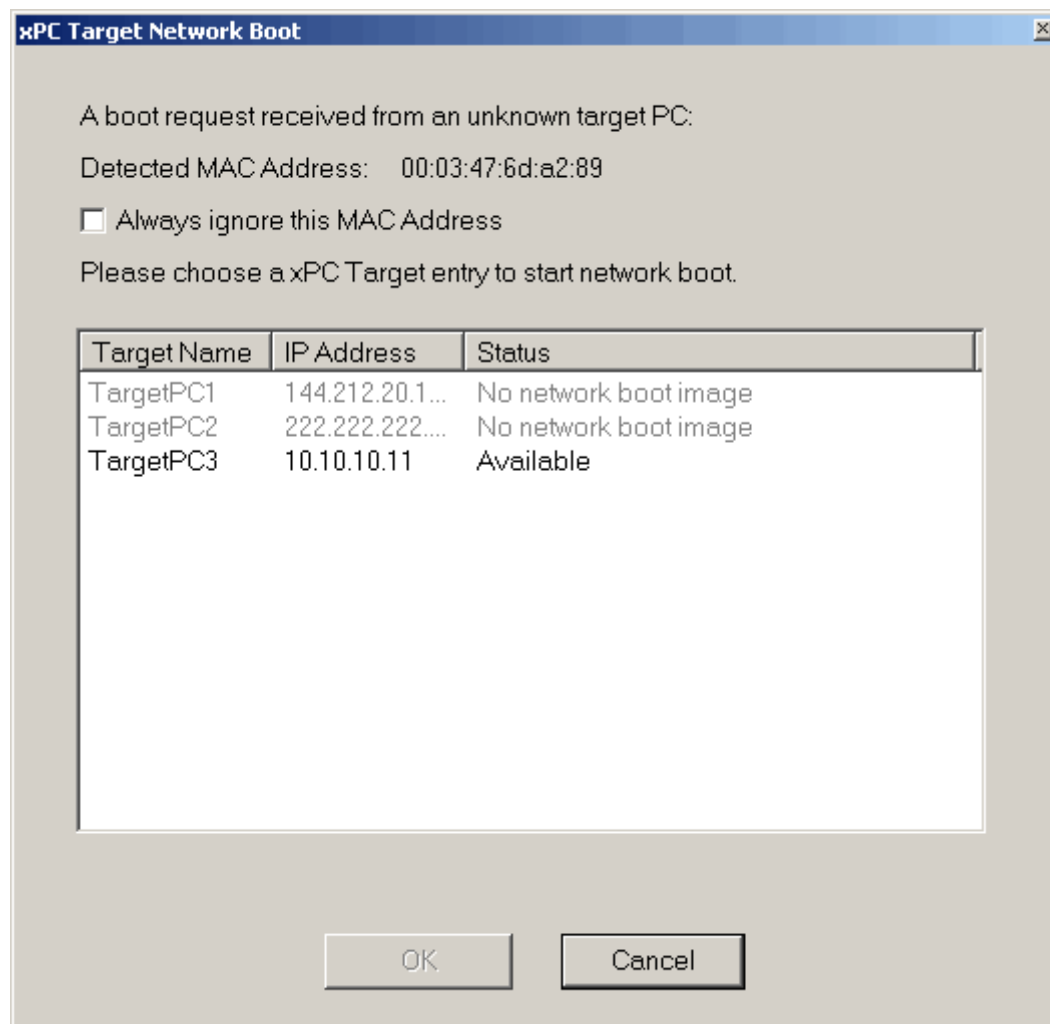 xPC Target Network Boot
A boot request received from an unknown target PC:
Detected MAC Address: 00:03:47:6d:a2:89
Always ignore this MAC Address
Please choose a xPC Target entry to start network boot.
Target Name IP Address Status
TargetPC1 144.212.20.1... No network boot image
TargetPC2 222.222.222.... No network boot image
TargetPC3 10.10.10.11 Available
OK Cancel